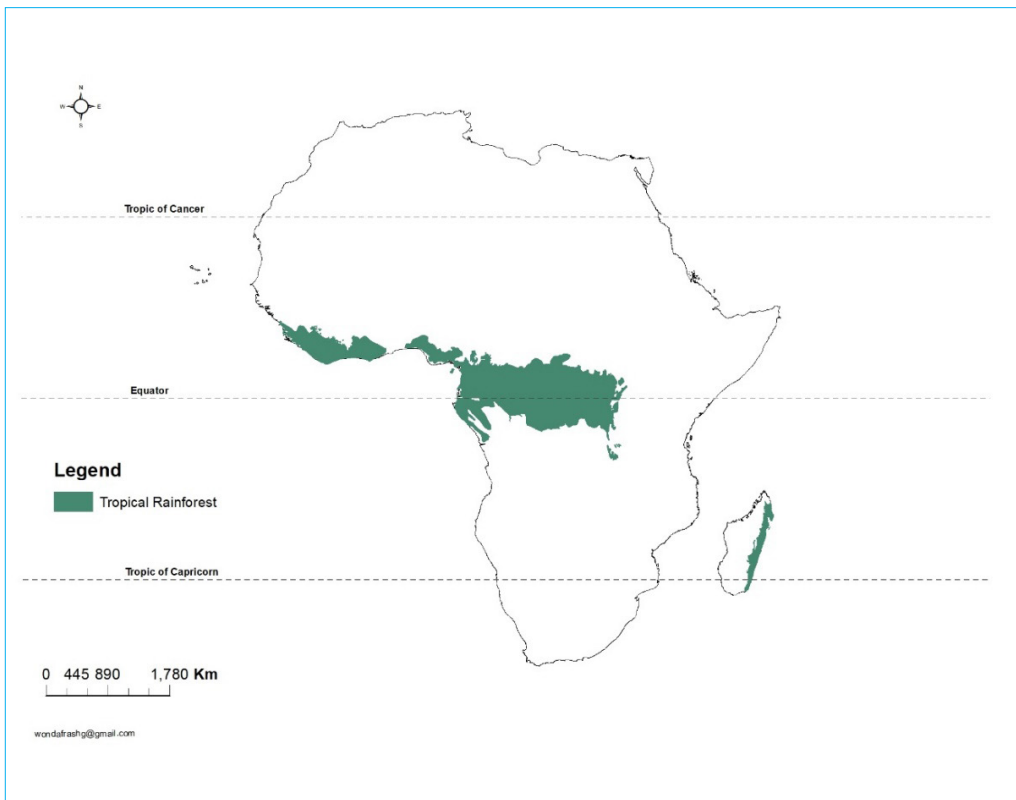 N
W E
S
Tropic of Cancer
Equator
Legend
Tropical Rainforest
Tropic of Capricorn
0 445 890 1,780 Km
wondafrashg@gmail.com